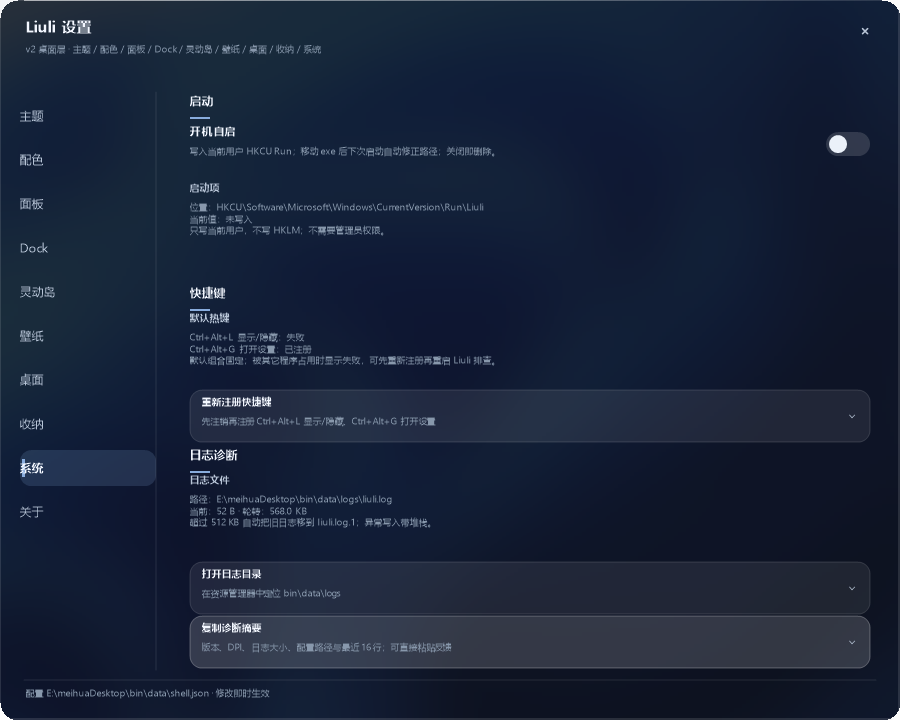 Liuli 设置
v2 桌面层 · 主题 / 配色 / 面板 / Dock / 灵动岛 / 壁纸 / 桌面 / 收纳 / 系统
×
主题
配色
面板
Dock
灵动岛
壁纸
桌面
收纳
系统
关于
启动
开机自启
写入当前用户 HKCU Run；移动 exe 后下次启动自动修正路径；关闭即删除。
启动项
位置：HKCU\Software\Microsoft\Windows\CurrentVersion\Run\Liuli
当前值：未写入
只写当前用户，不写 HKLM；不需要管理员权限。
快捷键
默认热键
Ctrl+Alt+L 显示/隐藏：失败
Ctrl+Alt+G 打开设置：已注册
默认组合固定；被其它程序占用时显示失败，可先重新注册再重启 Liuli 排查。
重新注册快捷键
先注销再注册 Ctrl+Alt+L 显示/隐藏、Ctrl+Alt+G 打开设置
日志诊断
日志文件
路径：E:\meihuaDesktop\bin\data\logs\liuli.log
当前：52 B · 轮转：568.0 KB
超过 512 KB 自动把旧日志移到 liuli.log.1；异常写入带堆栈。
打开日志目录
在资源管理器中定位 bin\data\logs
复制诊断摘要
版本、DPI、日志大小、配置路径与最近 16 行；可直接粘贴反馈
配置 E:\meihuaDesktop\bin\data\shell.json · 修改即时生效